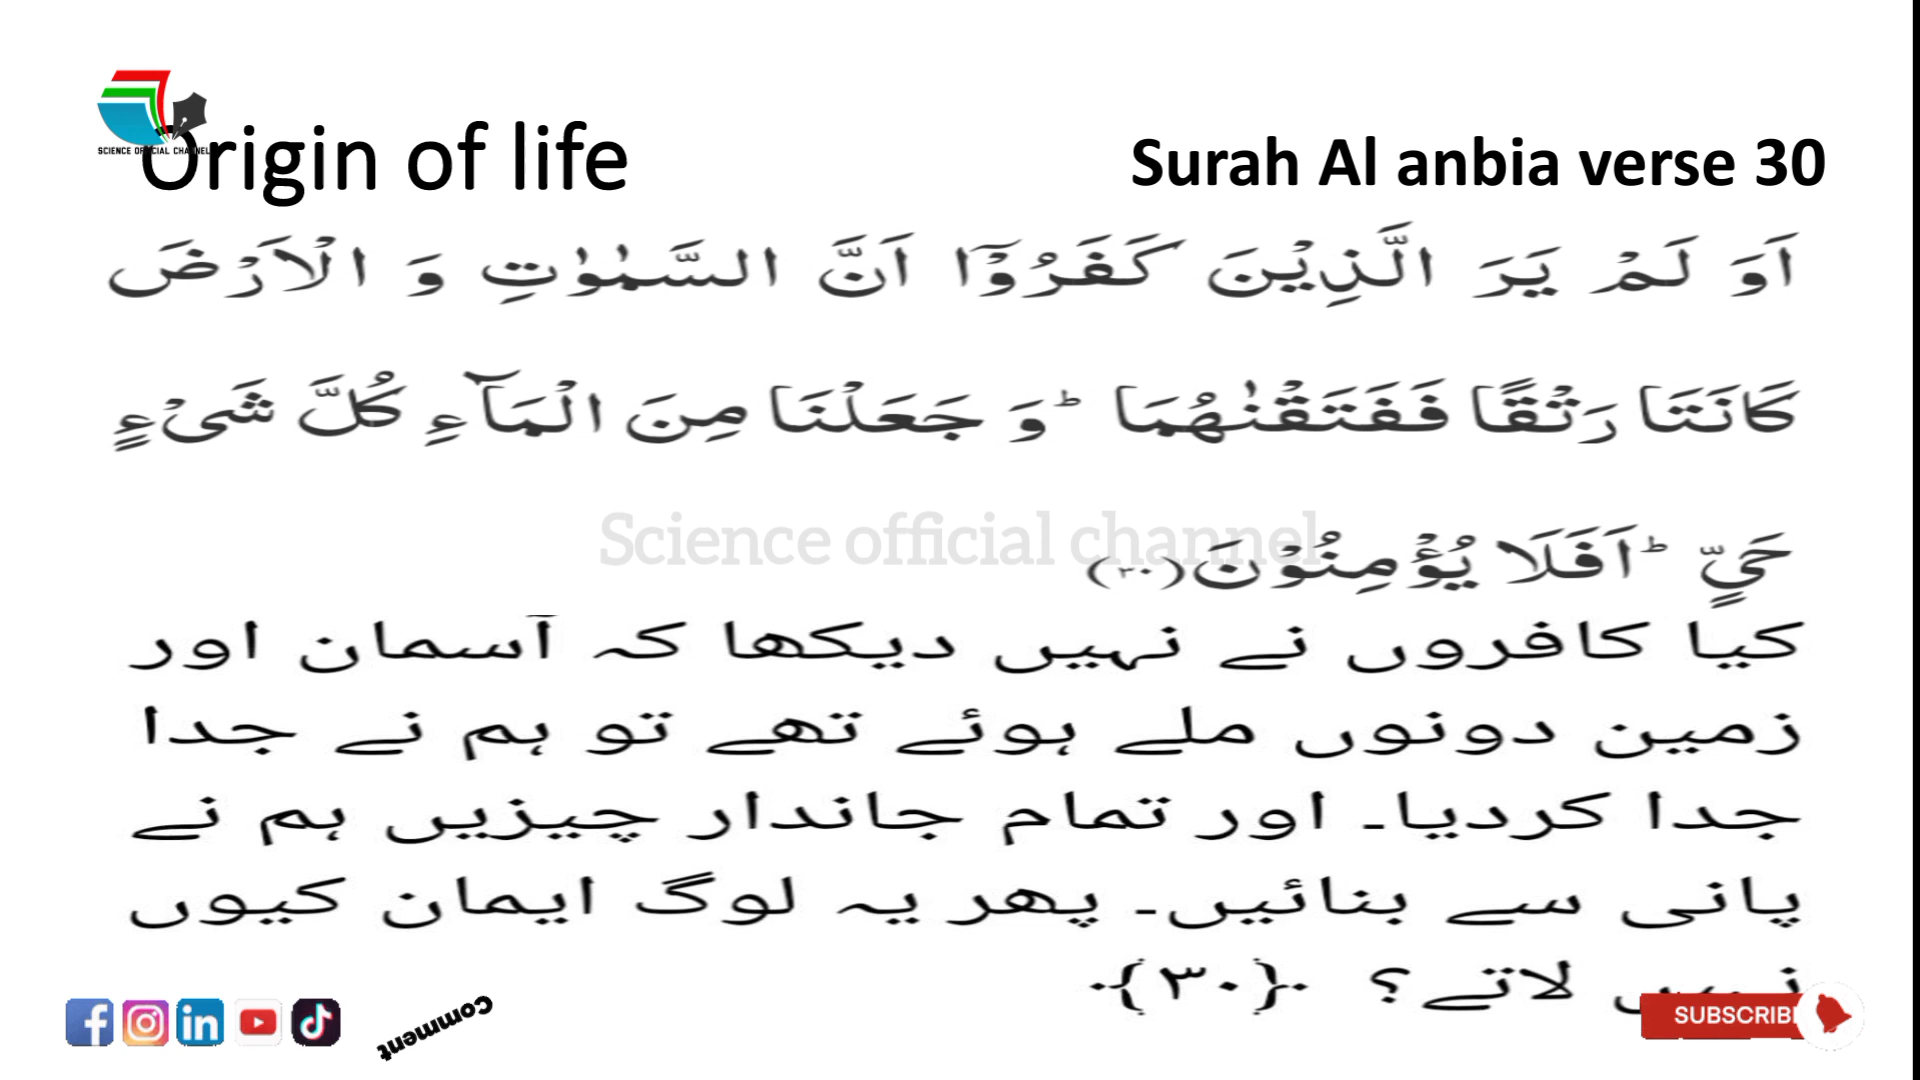 SCIENCE OFFICIAL CHANNEL
Origin of life
Surah Al anbia verse 30
اَوَ لَمْ یَرَ الَّذِیْنَ كَفَرُوْۤا اَنَّ السَّمٰوٰتِ وَ الْاَرْضَ
كَانَتَا رَتْقًا فَفَتَقْنٰهُمَاؕ وَ جَعَلْنَا مِنَ الْمَآءِ كُلَّ شَیْءٍ
حَیٍّؕ اَفَلَا یُؤْمِنُوْنَ(۳۰)
Science official channel
کیا کافروں نے نہیں دیکھا کہ آسمان اور
زمین دونوں ملے ہوئے تھے تو ہم نے جدا
جدا کردیا۔ اور تمام جاندار چیزیں ہم نے
پانی سے بنائیں۔ پھر یہ لوگ ایمان کیوں
نہیں لاتے؟ ﴿۳۰﴾
comment
SUBSCRIBE